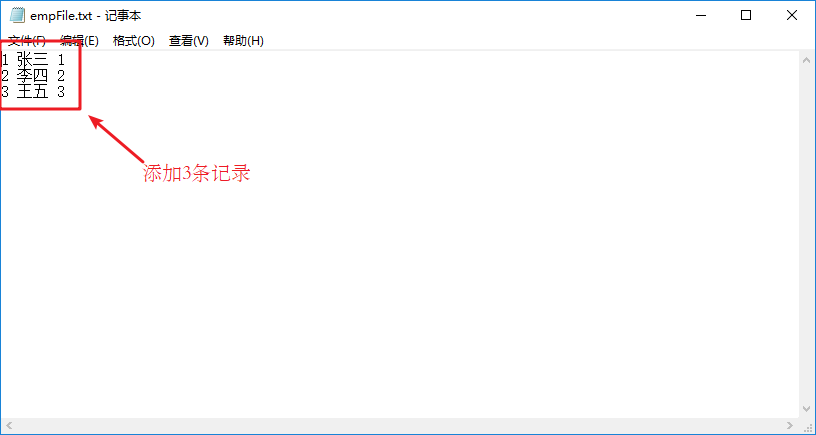 empFile.txt - 记事本
文件(F) 编辑(E) 格式(O) 查看(V) 帮助(H)
1 张三 1
2 李四 2
3 王五 3
添加3条记录